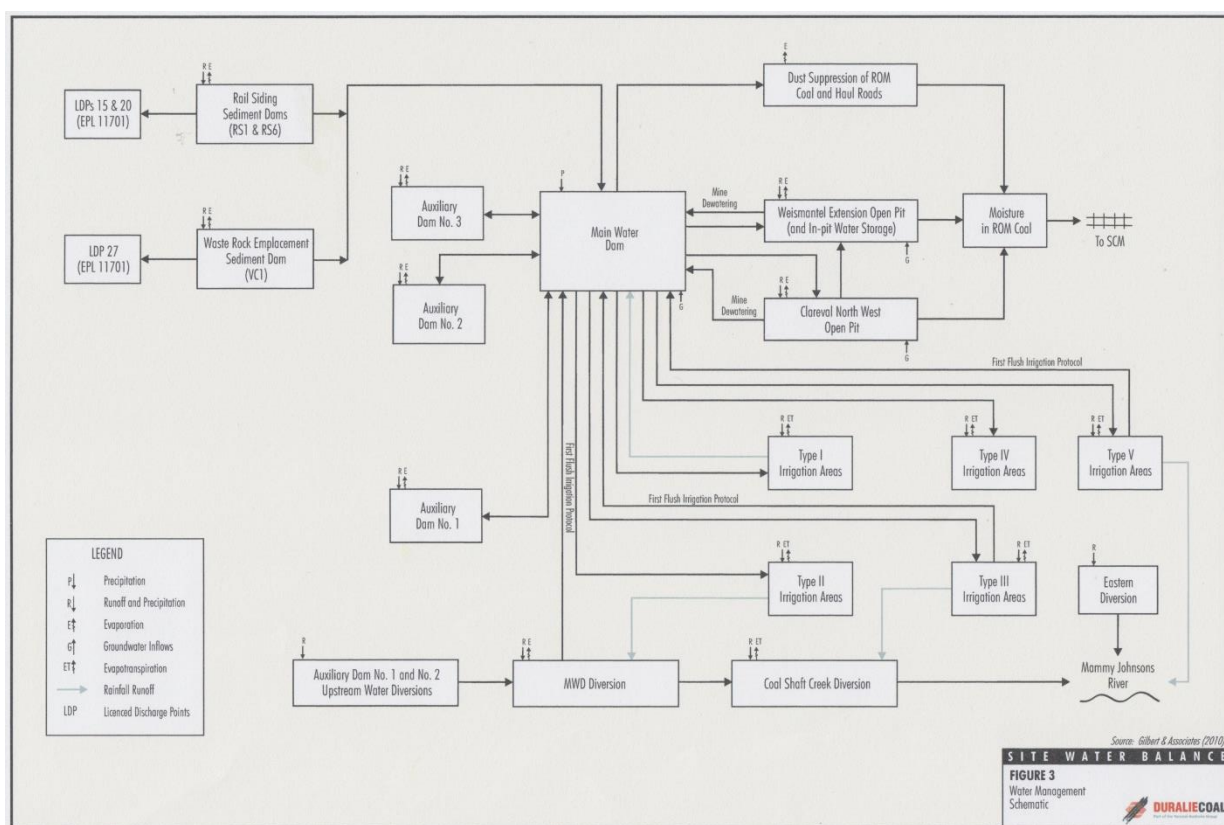 R E
LDPs 15 & 20
(EPL 11701)
Rail Siding
Sediment Dams
(RS1 & RS6)
R E
LDP 27
(EPL 11701)
Waste Rock Emplacement
Sediment Dam
(VC1)
R E
Auxiliary
Dam No. 3
R E
Auxiliary
Dam No. 2
P
Main Water
Dam
G
E
Dust Suppression of ROM
Coal and Haul Roads
Mine
Dewatering
R E
Weismantel Extension Open Pit
(and In-pit Water Storage)
G
Moisture
in ROM Coal
To SCM
Mine
Dewatering
R E
Clareval North West
Open Pit
G
First Flush Irrigation Protocol
R ET
Type I
Irrigation Areas
R ET
Type IV
Irrigation Areas
R ET
Type V
Irrigation Areas
R E
Auxiliary
Dam No. 1
First Flush Irrigation Protocol
First Flush Irrigation Protocol
R ET
Type II
Irrigation Areas
R ET
Type III
Irrigation Areas
R
Eastern
Diversion
R
Auxiliary Dam No. 1 and No. 2
Upstream Water Diversions
R E
MWD Diversion
R ET
Coal Shaft Creek Diversion
Mammy Johnsons
River
LEGEND
P Precipitation
R Runoff and Precipitation
E Evaporation
G Groundwater Inflows
ET Evapotranspiration
Rainfall Runoff
LDP Licenced Discharge Points
Source: Gilbert & Associates (2010)
SITE WATER BALANCE
FIGURE 3
Water Management
Schematic
DURALIECOAL